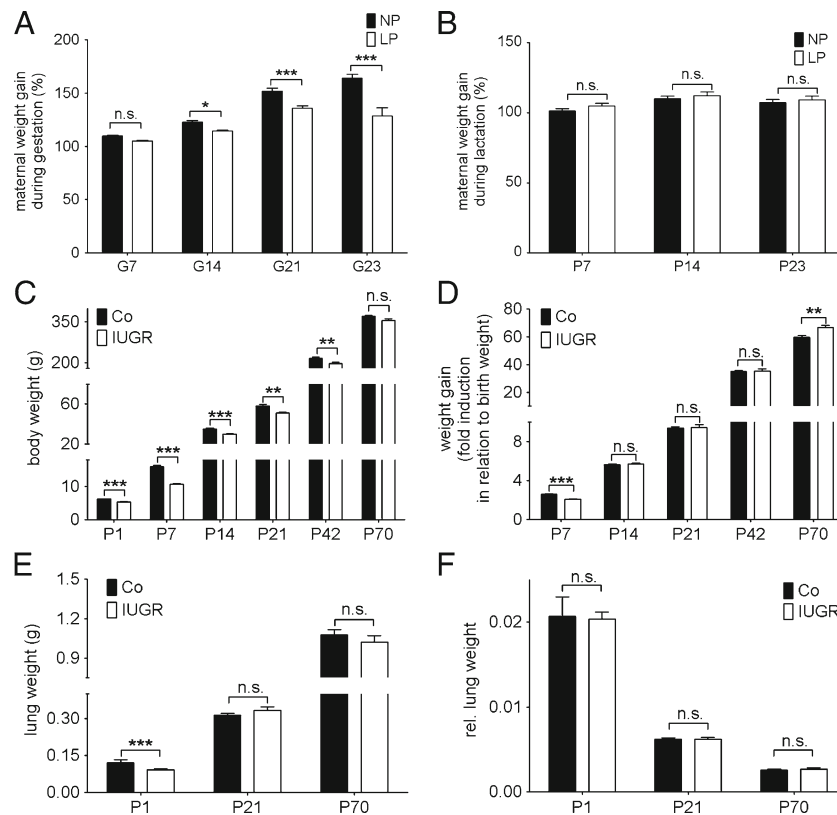 A
NP
LP
maternal weight gain
during gestation (%)
200
150
100
50
0
n.s.
*
***
***
G7 G14 G21 G23
B
NP
LP
maternal weight gain
during lactation (%)
150
100
50
0
n.s.
n.s.
n.s.
P7 P14 P23
C
Co
IUGR
body weight (g)
350
200
60
20
10
0
***
***
***
**
**
n.s.
P1 P7 P14 P21 P42 P70
D
Co
IUGR
weight gain
(fold induction
in relation to birth weight)
80
60
40
20
8
4
0
***
n.s.
n.s.
n.s.
**
P7 P14 P21 P42 P70
E
Co
IUGR
lung weight (g)
1.5
1.2
0.9
0.30
0.15
0.00
***
n.s.
n.s.
P1 P21 P70
F
Co
IUGR
rel. lung weight
0.02
0.01
0.00
n.s.
n.s.
n.s.
P1 P21 P70